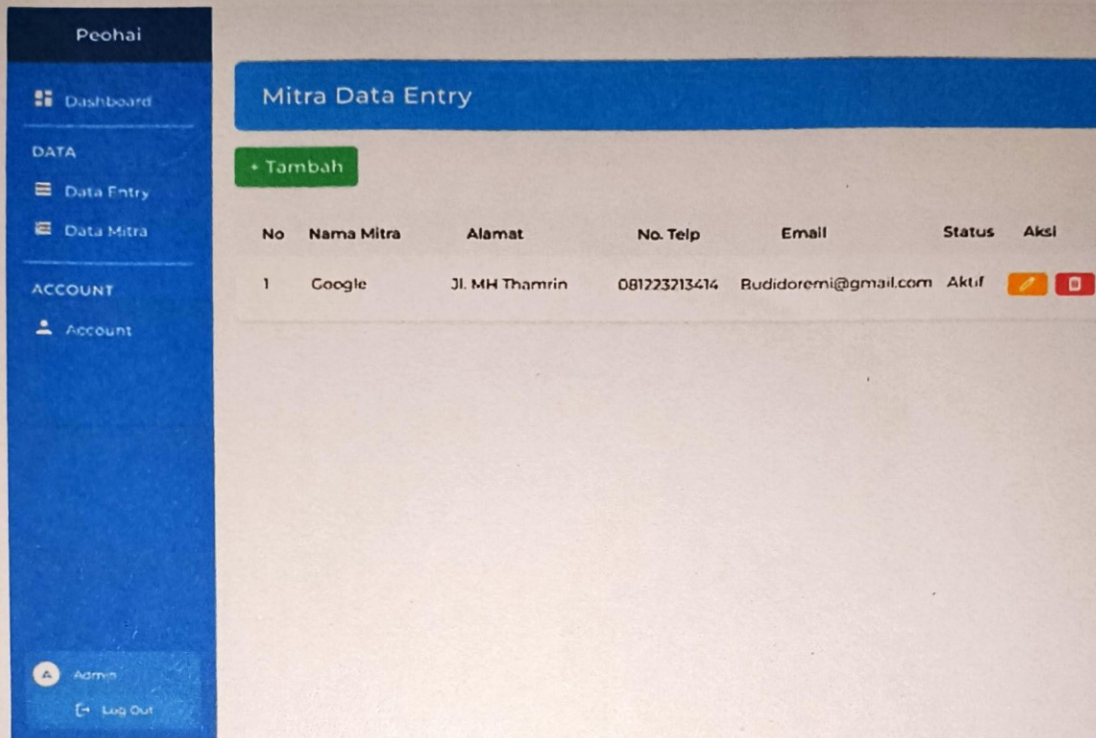 Peohai
Dashboard
DATA
Data Entry
Data Mitra
ACCOUNT
Account
A Admin
Log Out
Mitra Data Entry
+ Tambah
No Nama Mitra Alamat No. Telp Email Status Aksi
1 Google Jl. MH Thamrin 081223213414 Budidoremi@gmail.com Aktif